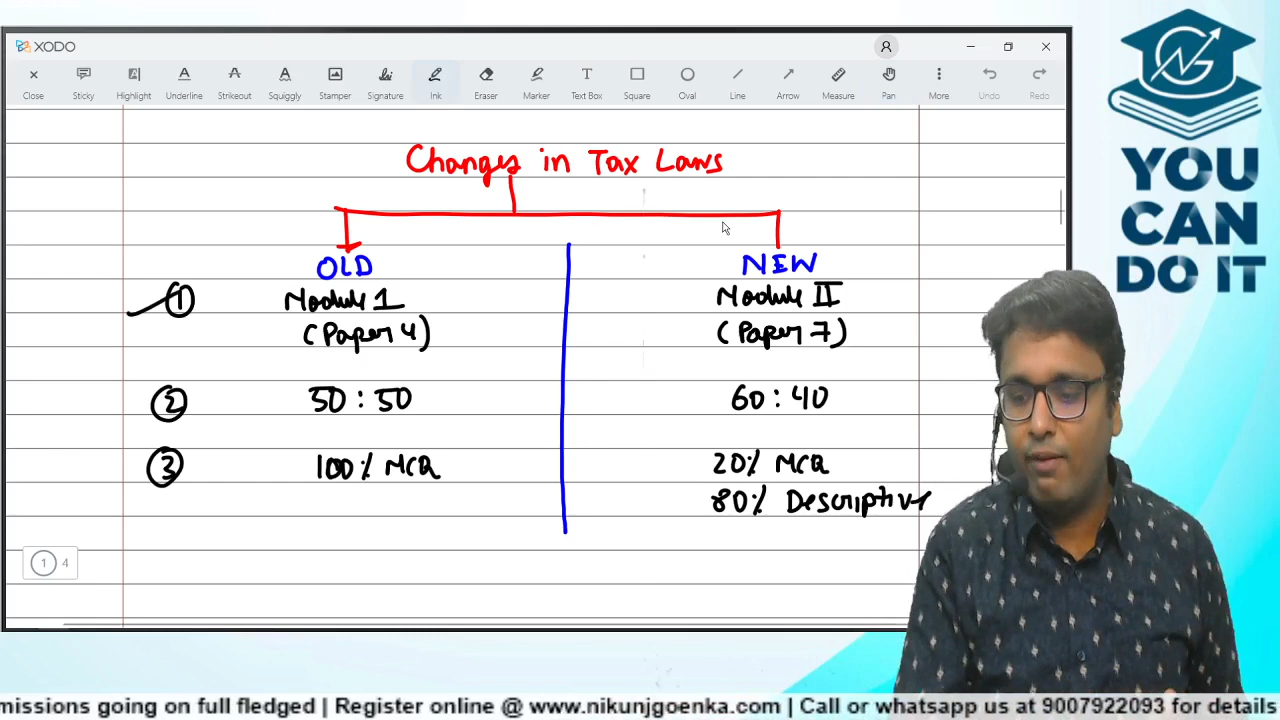 XODO
Close Sticky Highlight Underline Strikeout Squiggly Stamper Signature Ink Eraser Marker Text Box Square Oval Line Arrow Measure Pan More Undo Redo
Changes in Tax Laws
OLD NEW
1 Module 1 Module II
(Paper 4) (Paper 7)
2 50 : 50 60 : 40
3 100% MCQ 20% MCQ
80% Descriptive
1 4
NG
YOU
CAN
DO IT
missions going on full fledged | Register online @ www.nikunjgoenka.com | Call or whatsapp us at 9007922093 for details